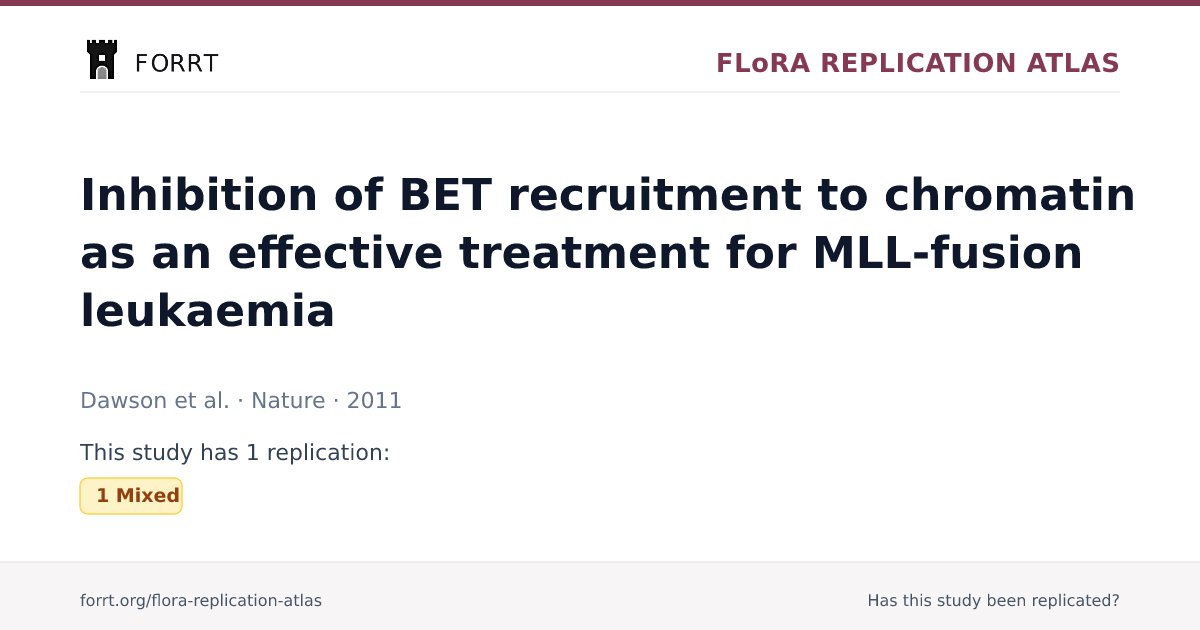 FORRT
FLoRA REPLICATION ATLAS
Inhibition of BET recruitment to chromatin
as an effective treatment for MLL-fusion
leukaemia
Dawson et al. · Nature · 2011
This study has 1 replication:
1 Mixed
forrt.org/flora-replication-atlas
Has this study been replicated?